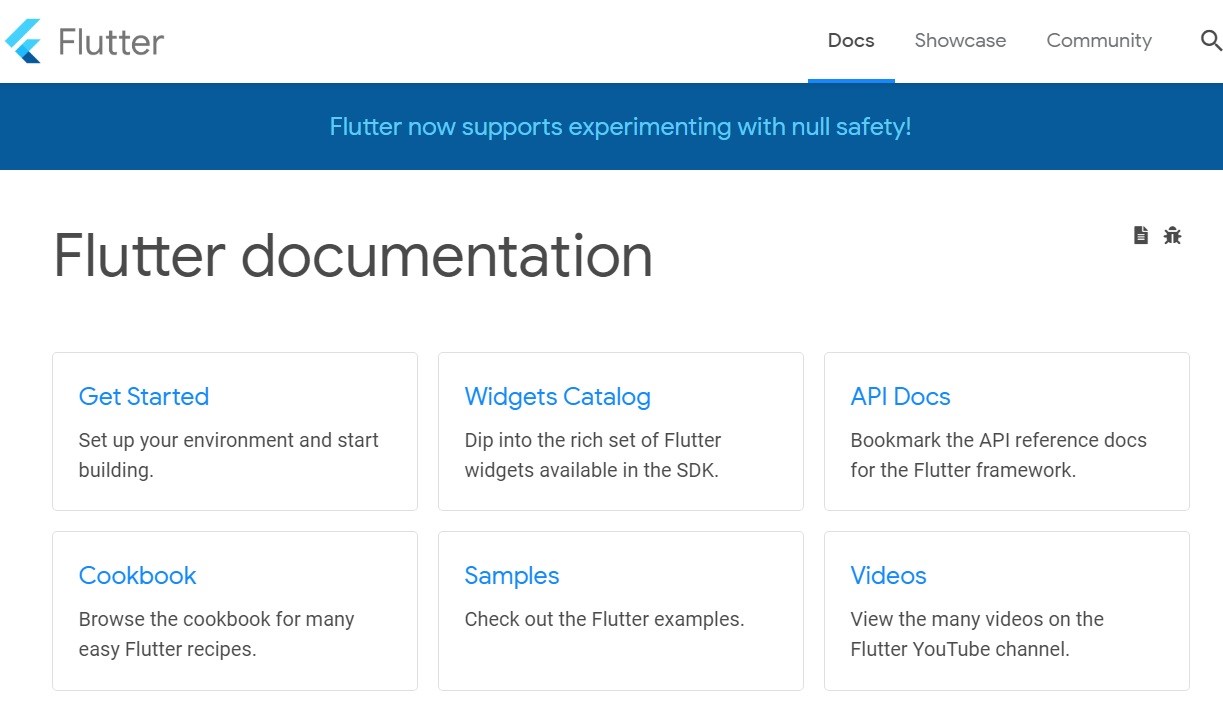 Flutter
Docs
Showcase
Community
Flutter now supports experimenting with null safety!
Flutter documentation
Get Started
Set up your environment and start
building.
Widgets Catalog
Dip into the rich set of Flutter
widgets available in the SDK.
API Docs
Bookmark the API reference docs
for the Flutter framework.
Cookbook
Browse the cookbook for many
easy Flutter recipes.
Samples
Check out the Flutter examples.
Videos
View the many videos on the
Flutter YouTube channel.